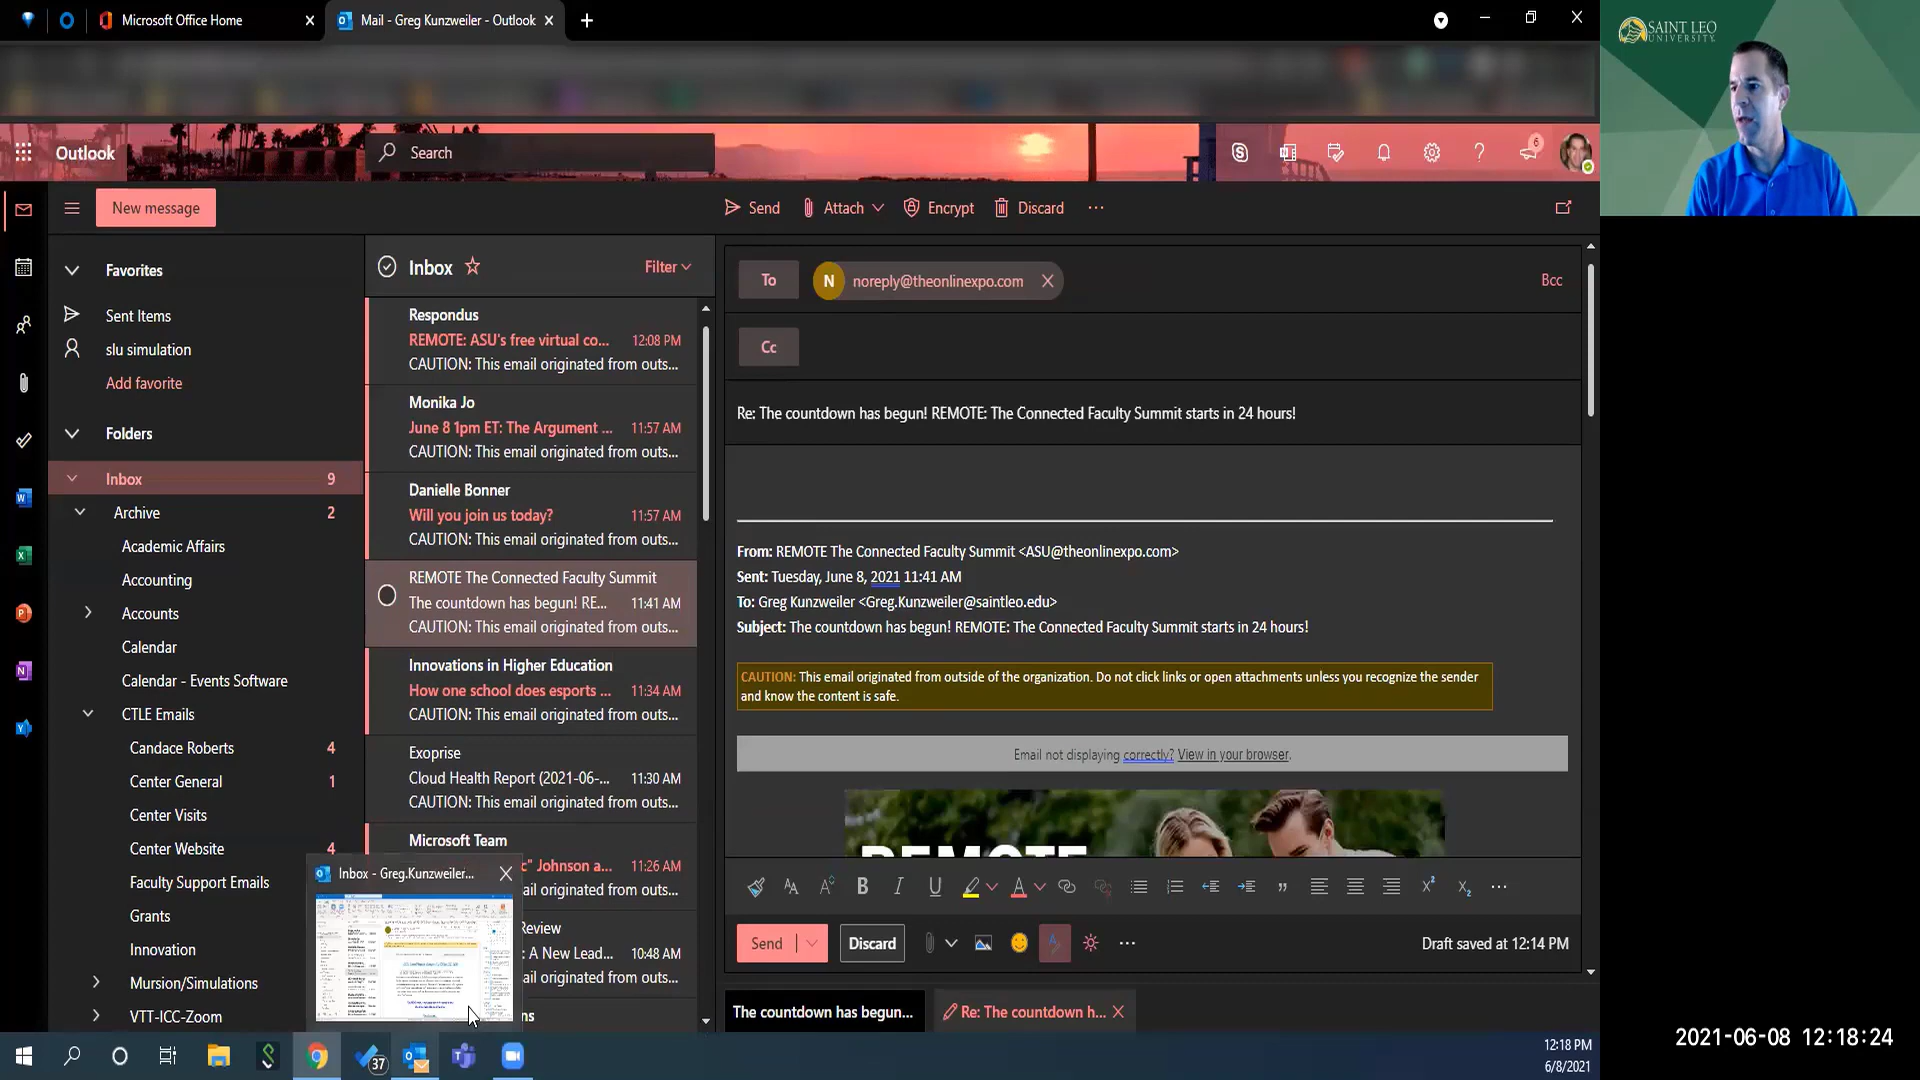 Microsoft Office Home
Mail - Greg Kunzweiler - Outlook
SAINT LEO
UNIVERSITY.
Outlook
Search
6
New message
Send
Attach
Encrypt
Discard
Favorites
Sent Items
slu simulation
Add favorite
Folders
Inbox 9
Archive 2
Academic Affairs
Accounting
Accounts
Calendar
Calendar - Events Software
CTLE Emails
Candace Roberts 4
Center General 1
Center Visits
Center Website 4
Faculty Support Emails
Grants
Innovation
Mursion/Simulations
VTT-ICC-Zoom
Inbox
Filter
Respondus
REMOTE: ASU's free virtual co... 12:08 PM
CAUTION: This email originated from outs...
Monika Jo
June 8 1pm ET: The Argument ... 11:57 AM
CAUTION: This email originated from outs...
Danielle Bonner
Will you join us today? 11:57 AM
CAUTION: This email originated from outs...
REMOTE The Connected Faculty Summit
The countdown has begun! RE... 11:41 AM
CAUTION: This email originated from outs...
Innovations in Higher Education
How one school does esports ... 11:34 AM
CAUTION: This email originated from outs...
Exoprise
Cloud Health Report (2021-06-... 11:30 AM
CAUTION: This email originated from outs...
Microsoft Team
c" Johnson a... 11:26 AM
ail originated from outs...
Review
: A New Lead... 10:48 AM
ail originated from outs...
ns
Inbox - Greg.Kunzweiler...
To
N noreply@theonlinexpo.com
Bcc
Cc
Re: The countdown has begun! REMOTE: The Connected Faculty Summit starts in 24 hours!
From: REMOTE The Connected Faculty Summit <ASU@theonlinexpo.com>
Sent: Tuesday, June 8, 2021 11:41 AM
To: Greg Kunzweiler <Greg.Kunzweiler@saintleo.edu>
Subject: The countdown has begun! REMOTE: The Connected Faculty Summit starts in 24 hours!
CAUTION: This email originated from outside of the organization. Do not click links or open attachments unless you recognize the sender
and know the content is safe.
Email not displaying correctly? View in your browser.
REMOTE
Send
Discard
Draft saved at 12:14 PM
The countdown has begun...
Re: The countdown h...
37
12:18 PM
6/8/2021
2021-06-08 12:18:24